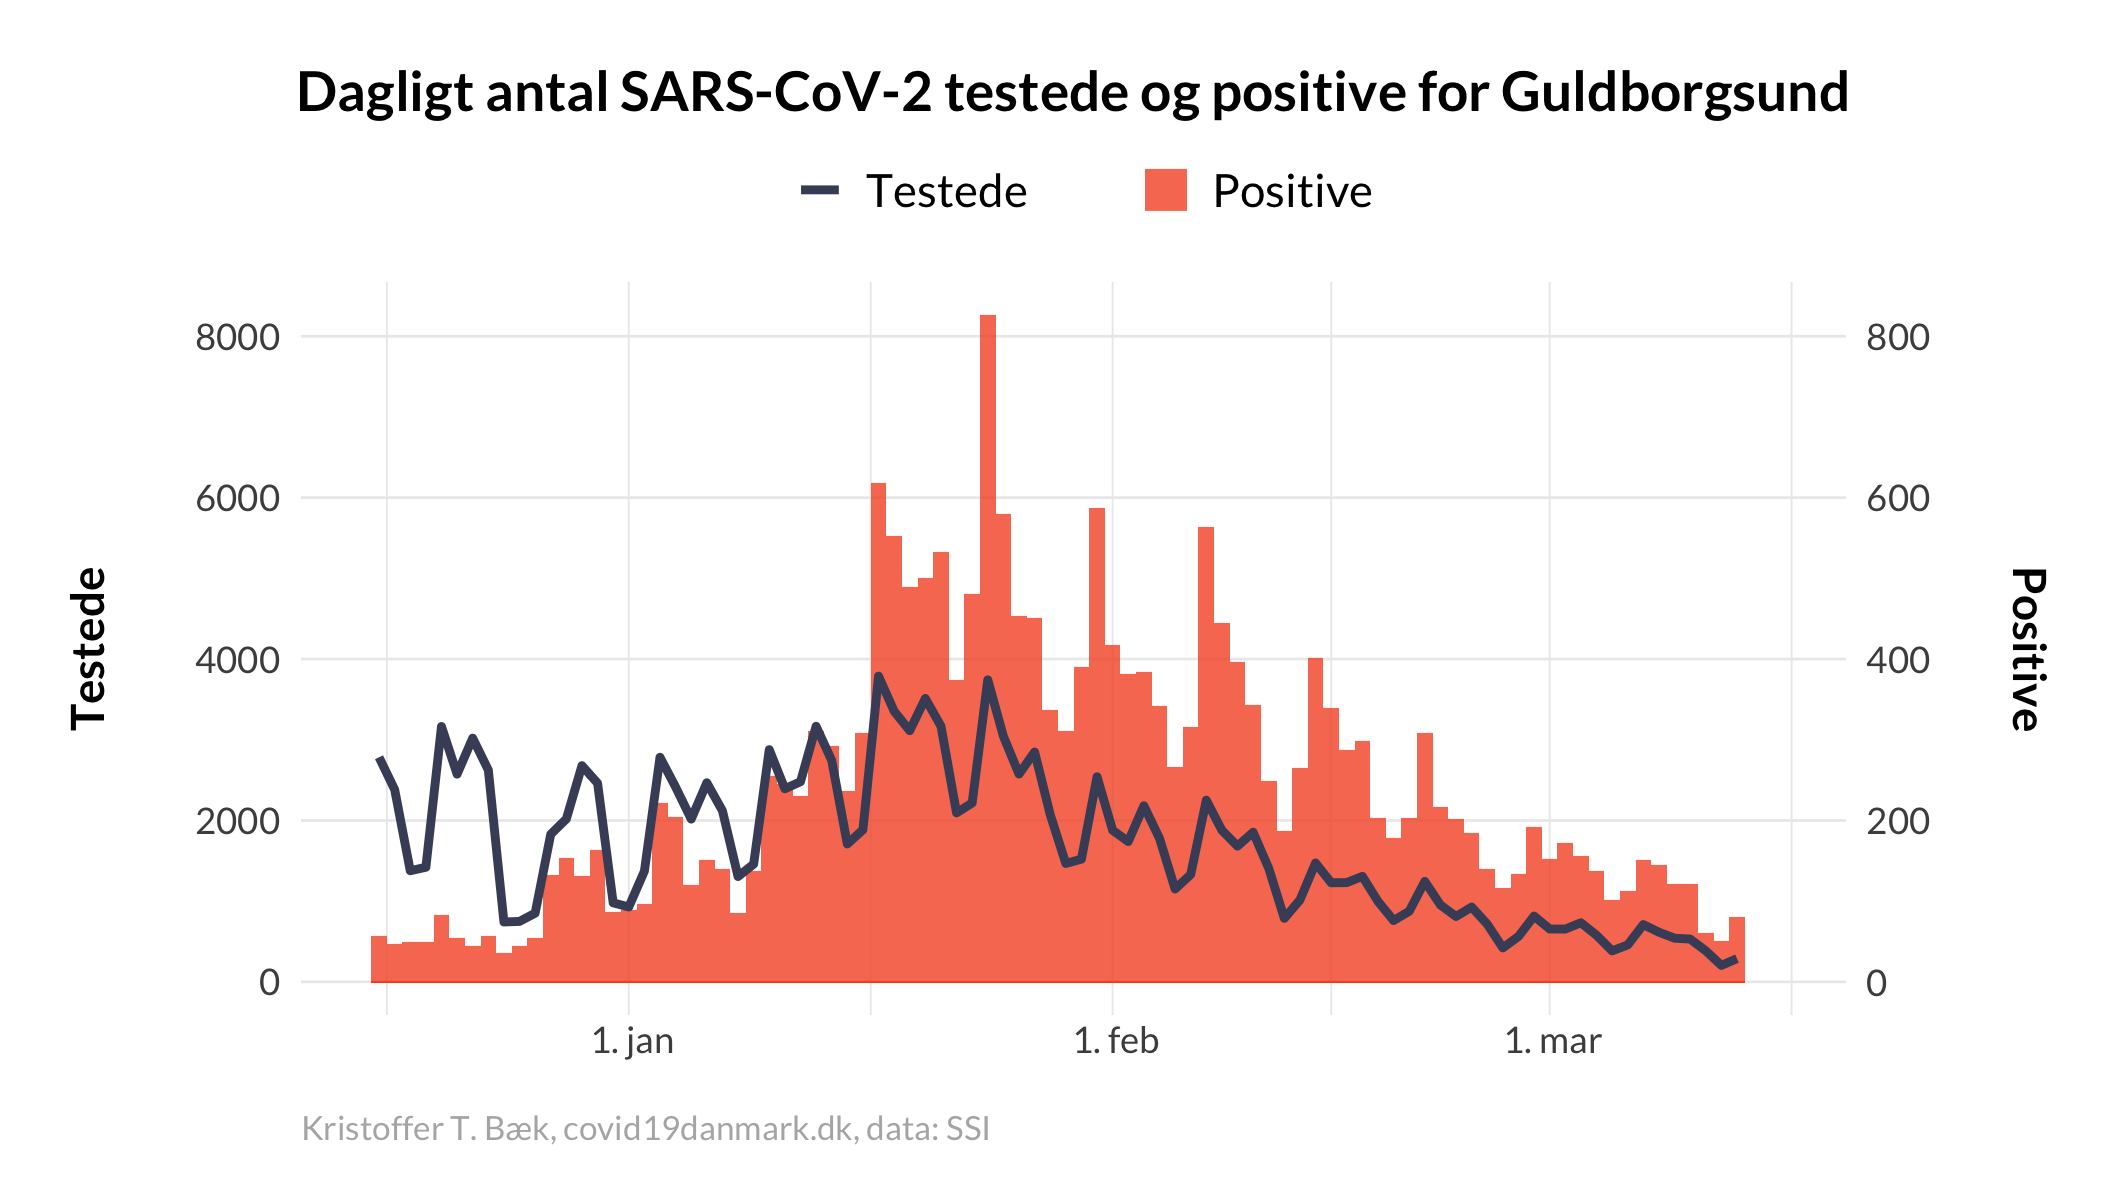 Dagligt antal SARS-CoV-2 testede og positive for Guldborgsund
Testede
Positive
8000
6000
4000
2000
0
Testede
800
600
400
200
0
Positive
1. jan
1. feb
1. mar
Kristoffer T. Bæk, covid19danmark.dk, data: SSI